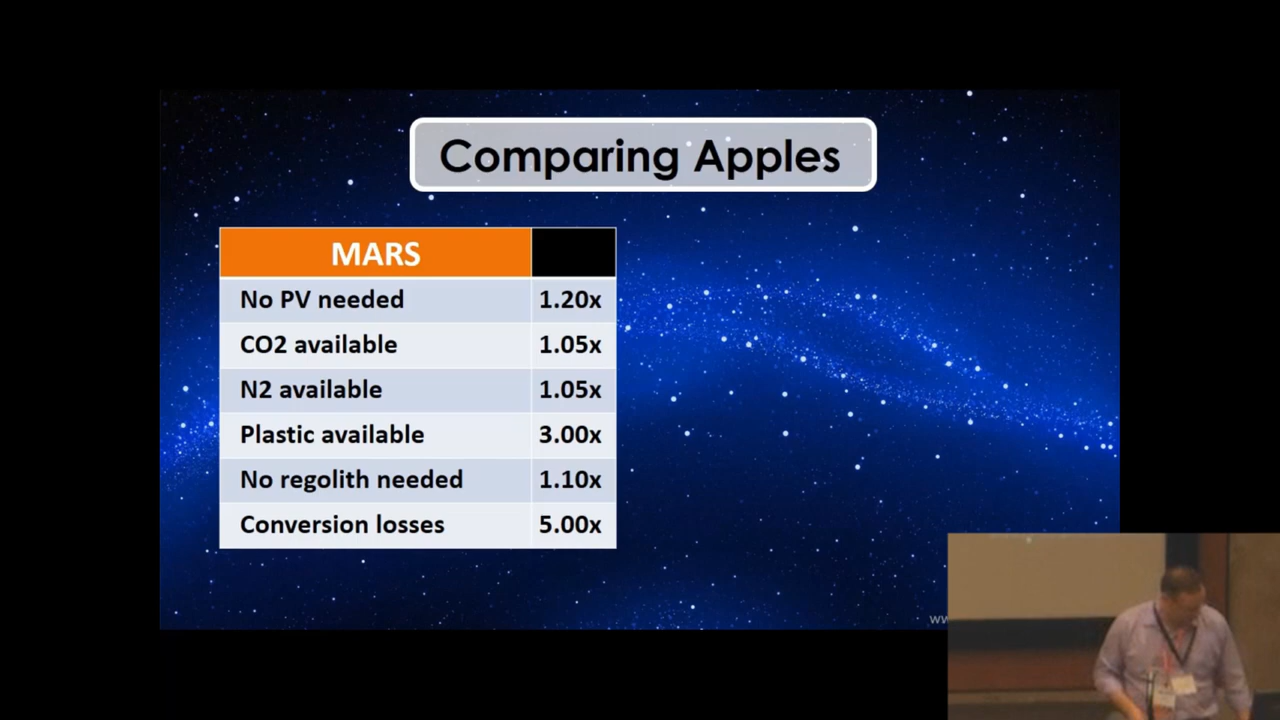 Comparing Apples
MARS
No PV needed 1.20x
CO2 available 1.05x
N2 available 1.05x
Plastic available 3.00x
No regolith needed 1.10x
Conversion losses 5.00x